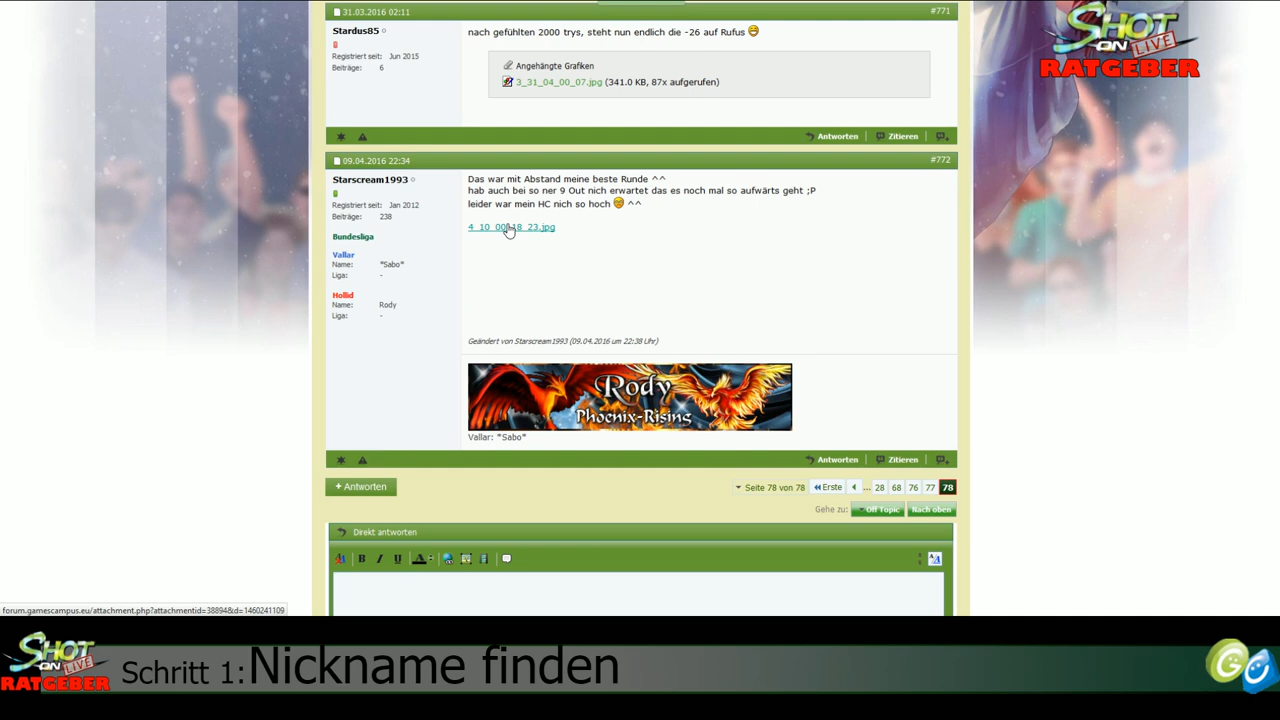 31.03.2016 02:11
#771
Stardus85
Registriert seit: Jun 2015
Beiträge: 6
nach gefühlten 2000 trys, steht nun endlich die -26 auf Rufus
Angehängte Grafiken
3_31_04_00_07.jpg (341.0 KB, 87x aufgerufen)
SHOT
ON LIVE
RATGEBER
Antworten
Zitieren
09.04.2016 22:34
#772
Starscream1993
Registriert seit: Jan 2012
Beiträge: 238
Bundesliga
Vallar
Name: *Sabo*
Liga: -
Hollid
Name: Rody
Liga: -
Das war mit Abstand meine beste Runde ^^
hab auch bei so ner 9 Out nich erwartet das es noch mal so aufwärts geht ;P
leider war mein HC nich so hoch ^^
Geändert von Starscream1993 (09.04.2016 um 22:38 Uhr)
Rody
Phoenix-Rising
Vallar: *Sabo*
Antworten
Zitieren
+ Antworten
Seite 78 von 78
Erste
... 28 68 76 77 78
Gehe zu:
Off Topic
Nach oben
Direkt antworten
B I U A
forum.gamescampus.eu/attachment.php?attachmentid=38894&d=1460241109
SHOT
ON LIVE
RATGEBER
Schritt 1: Nickname finden
G C